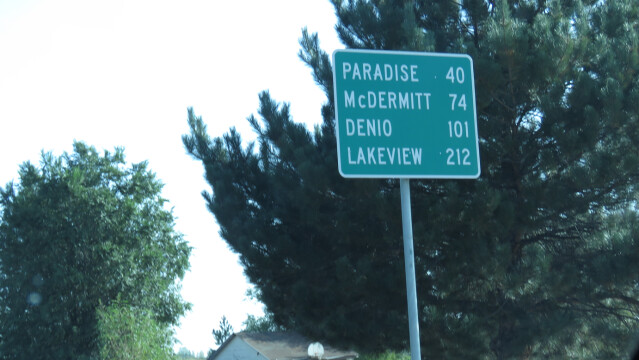 PARADISE 40
McDERMITT 74
DENIO 101
LAKEVIEW 212